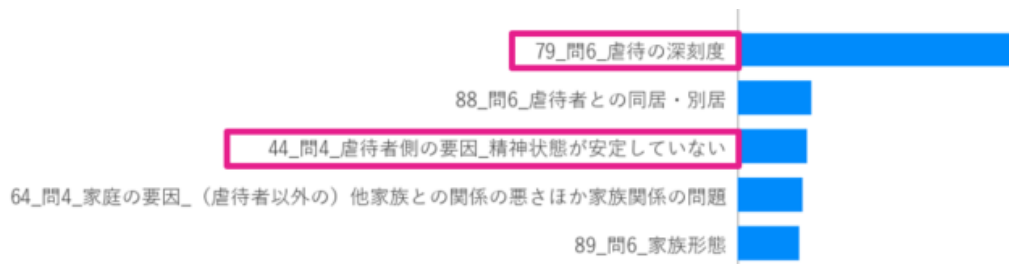 79_問6_虐待の深刻度
88_問6_虐待者との同居・別居
44_問4_虐待者側の要因_精神状態が安定していない
64_問4_家庭の要因_（虐待者以外の）他家族との関係の悪さほか家族関係の問題
89_問6_家族形態